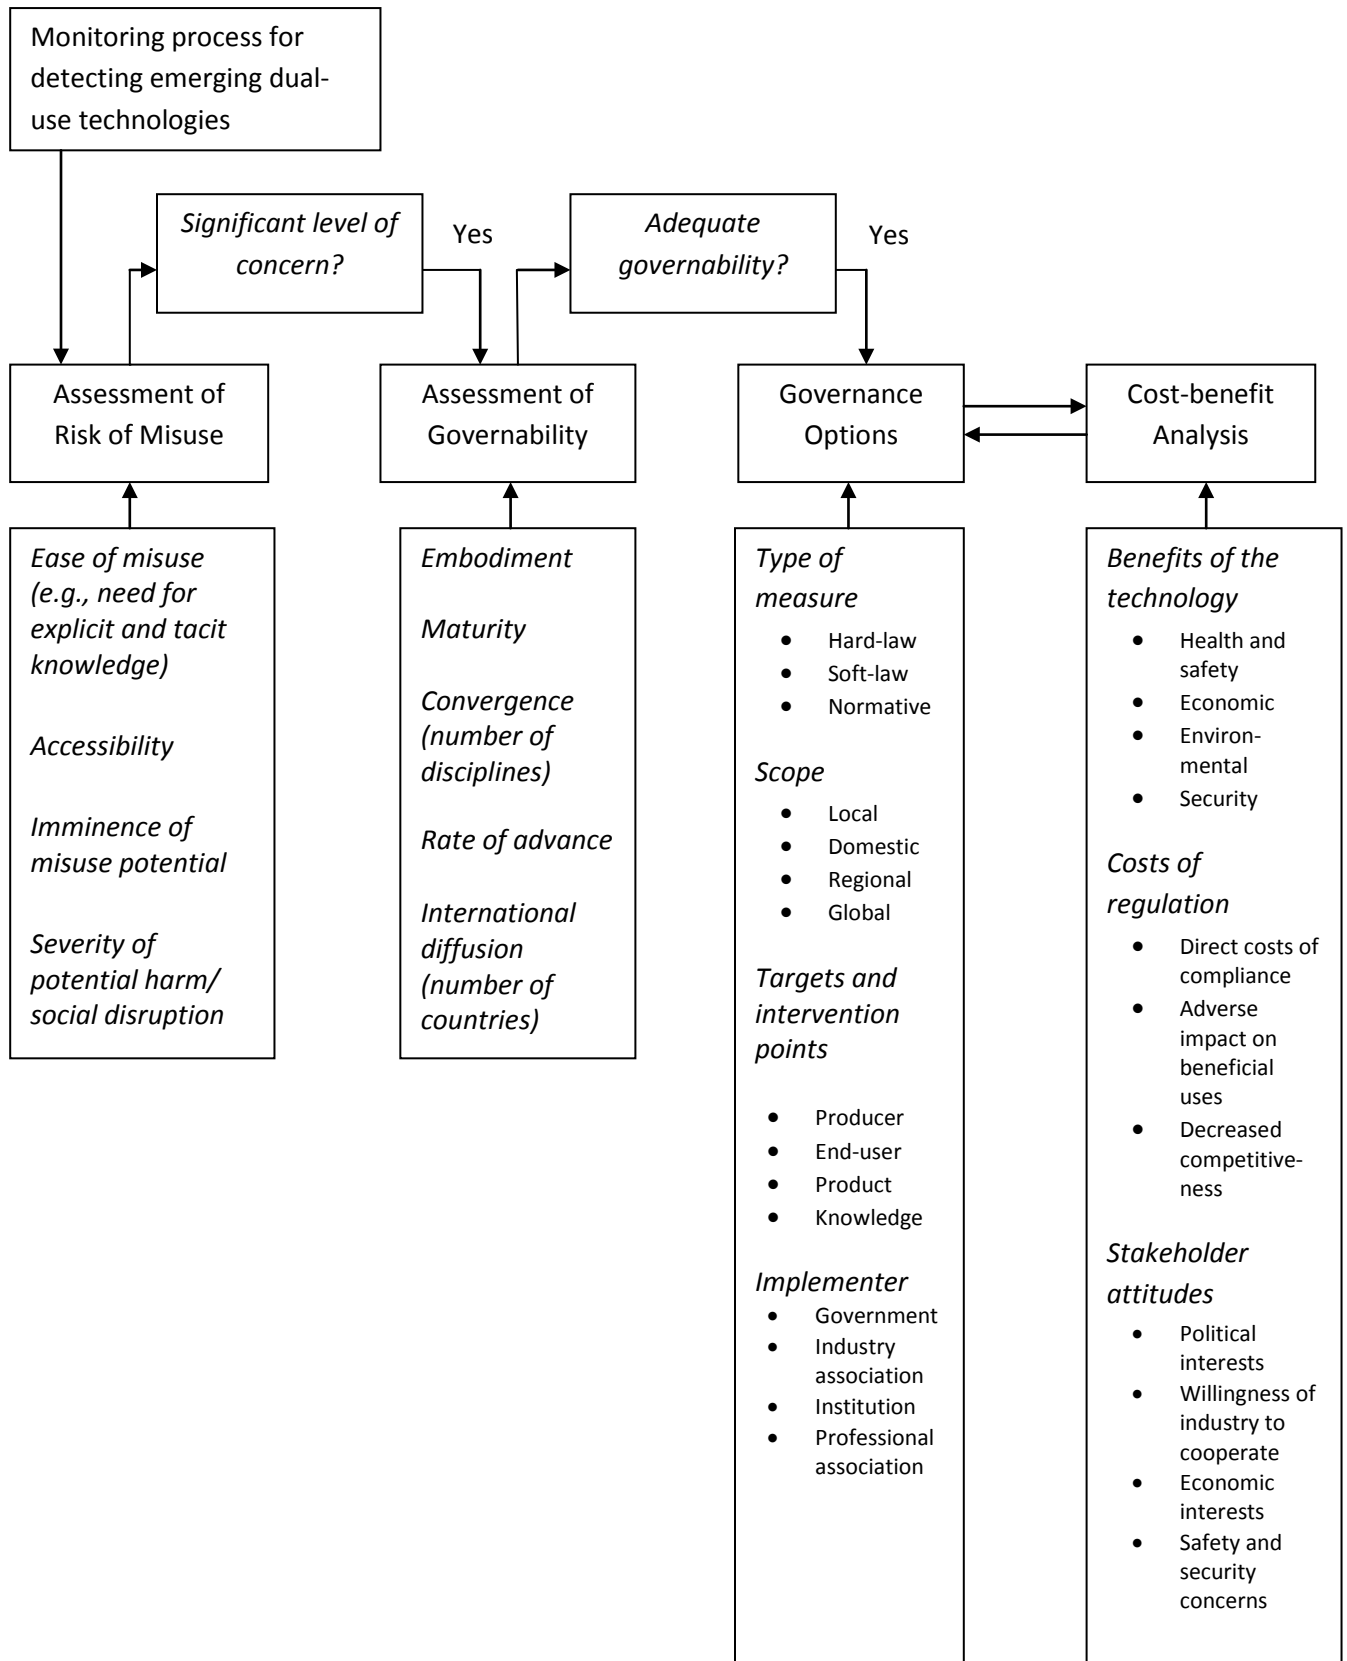 Monitoring process for
detecting emerging dual-
use technologies
Significant level of
concern?
Yes
Adequate
governability?
Yes
Assessment of
Risk of Misuse
Assessment of
Governability
Governance
Options
Cost-benefit
Analysis
Ease of misuse
(e.g., need for
explicit and tacit
knowledge)
Accessibility
Imminence of
misuse potential
Severity of
potential harm/
social disruption
Embodiment
Maturity
Convergence
(number of
disciplines)
Rate of advance
International
diffusion
(number of
countries)
Type of
measure
• Hard-law
• Soft-law
• Normative
Scope
• Local
• Domestic
• Regional
• Global
Targets and
intervention
points
• Producer
• End-user
• Product
• Knowledge
Implementer
• Government
• Industry
association
• Institution
• Professional
association
Benefits of the
technology
• Health and
safety
• Economic
• Environ-
mental
• Security
Costs of
regulation
• Direct costs of
compliance
• Adverse
impact on
beneficial
uses
• Decreased
competitive-
ness
Stakeholder
attitudes
• Political
interests
• Willingness of
industry to
cooperate
• Economic
interests
• Safety and
security
concerns